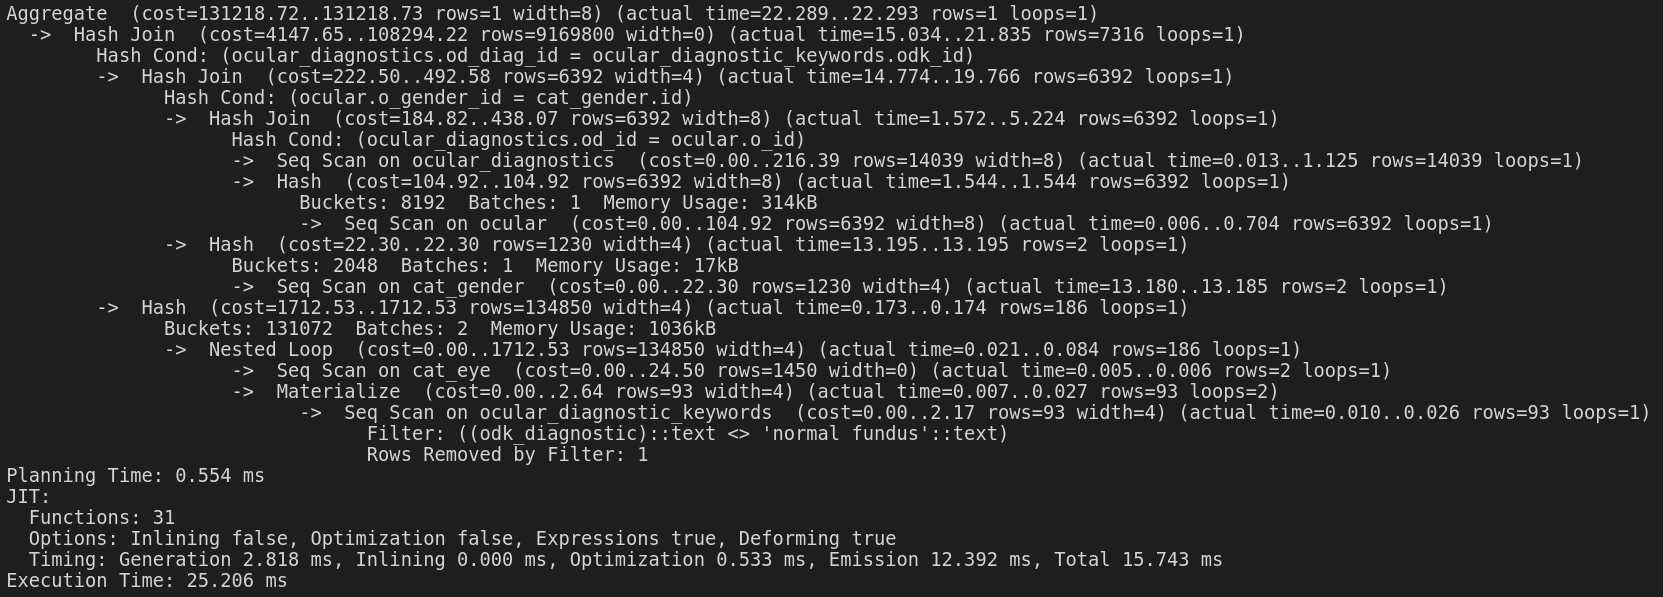 Aggregate  (cost=131218.72..131218.73 rows=1 width=8) (actual time=22.289..22.293 rows=1 loops=1)
  ->  Hash Join  (cost=4147.65..108294.22 rows=9169800 width=0) (actual time=15.034..21.835 rows=7316 loops=1)
        Hash Cond: (ocular_diagnostics.od_diag_id = ocular_diagnostic_keywords.odk_id)
        ->  Hash Join  (cost=222.50..492.58 rows=6392 width=4) (actual time=14.774..19.766 rows=6392 loops=1)
              Hash Cond: (ocular.o_gender_id = cat_gender.id)
              ->  Hash Join  (cost=184.82..438.07 rows=6392 width=8) (actual time=1.572..5.224 rows=6392 loops=1)
                    Hash Cond: (ocular_diagnostics.od_id = ocular.o_id)
                    ->  Seq Scan on ocular_diagnostics  (cost=0.00..216.39 rows=14039 width=8) (actual time=0.013..1.125 rows=14039 loops=1)
                    ->  Hash  (cost=104.92..104.92 rows=6392 width=8) (actual time=1.544..1.544 rows=6392 loops=1)
                          Buckets: 8192  Batches: 1  Memory Usage: 314kB
                          ->  Seq Scan on ocular  (cost=0.00..104.92 rows=6392 width=8) (actual time=0.006..0.704 rows=6392 loops=1)
              ->  Hash  (cost=22.30..22.30 rows=1230 width=4) (actual time=13.195..13.195 rows=2 loops=1)
                    Buckets: 2048  Batches: 1  Memory Usage: 17kB
                    ->  Seq Scan on cat_gender  (cost=0.00..22.30 rows=1230 width=4) (actual time=13.180..13.185 rows=2 loops=1)
        ->  Hash  (cost=1712.53..1712.53 rows=134850 width=4) (actual time=0.173..0.174 rows=186 loops=1)
              Buckets: 131072  Batches: 2  Memory Usage: 1036kB
              ->  Nested Loop  (cost=0.00..1712.53 rows=134850 width=4) (actual time=0.021..0.084 rows=186 loops=1)
                    ->  Seq Scan on cat_eye  (cost=0.00..24.50 rows=1450 width=0) (actual time=0.005..0.006 rows=2 loops=1)
                    ->  Materialize  (cost=0.00..2.64 rows=93 width=4) (actual time=0.007..0.027 rows=93 loops=2)
                          ->  Seq Scan on ocular_diagnostic_keywords  (cost=0.00..2.17 rows=93 width=4) (actual time=0.010..0.026 rows=93 loops=1)
                                Filter: ((odk_diagnostic)::text <> 'normal fundus'::text)
                                Rows Removed by Filter: 1
Planning Time: 0.554 ms
JIT:
  Functions: 31
  Options: Inlining false, Optimization false, Expressions true, Deforming true
  Timing: Generation 2.818 ms, Inlining 0.000 ms, Optimization 0.533 ms, Emission 12.392 ms, Total 15.743 ms
Execution Time: 25.206 ms